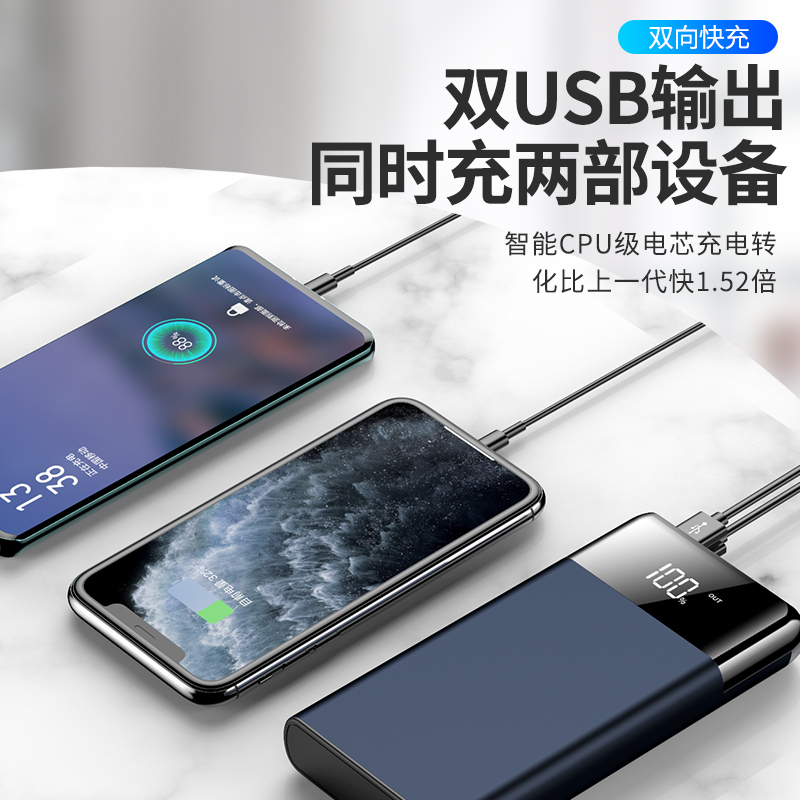 双向快充
双USB输出
同时充两部设备
智能CPU级电芯充电转
化比上一代快1.52倍
88%
13
38
中国移动
正在充电
目前电量 32%
100%
OUT